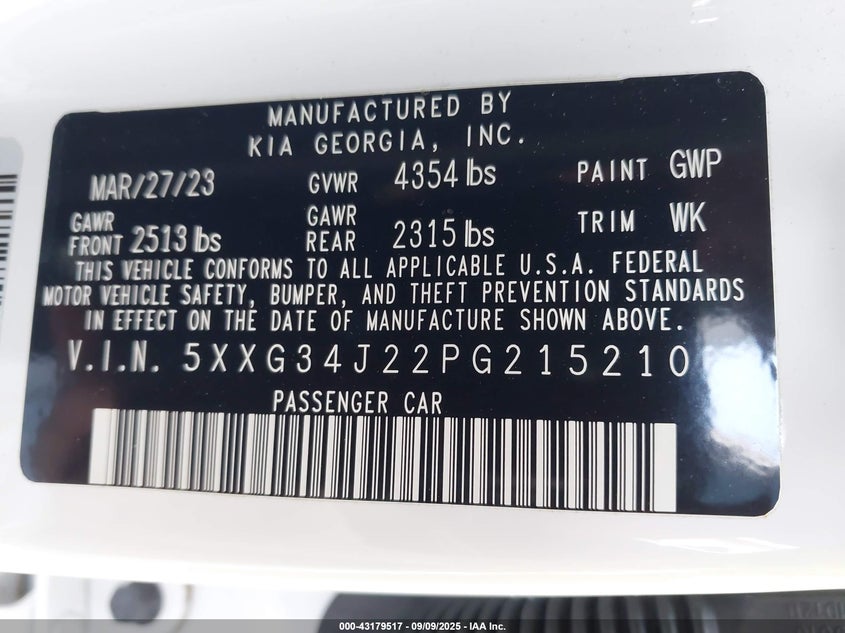 MANUFACTURED BY
KIA GEORGIA, INC.
MAR/27/23 GVWR 4354 lbs PAINT GWP
GAWR FRONT 2513 lbs GAWR REAR 2315 lbs TRIM WK
THIS VEHICLE CONFORMS TO ALL APPLICABLE U.S.A. FEDERAL
MOTOR VEHICLE SAFETY, BUMPER, AND THEFT PREVENTION STANDARDS
IN EFFECT ON THE DATE OF MANUFACTURE SHOWN ABOVE.
V.I.N. 5XXG34J22PG215210
PASSENGER CAR
000-43179517 - 09/09/2025 - IAA Inc.